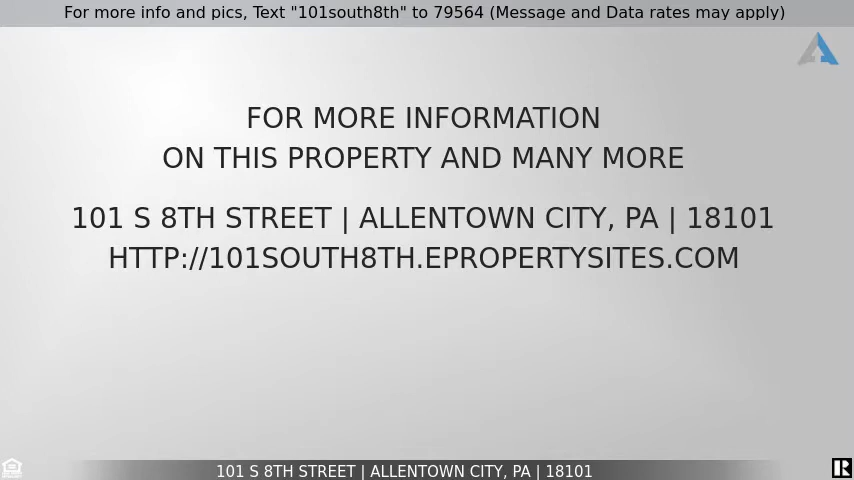 For more info and pics, Text "101south8th" to 79564 (Message and Data rates may apply)
FOR MORE INFORMATION
ON THIS PROPERTY AND MANY MORE
101 S 8TH STREET | ALLENTOWN CITY, PA | 18101
HTTP://101SOUTH8TH.EPROPERTYSITES.COM
101 S 8TH STREET | ALLENTOWN CITY, PA | 18101